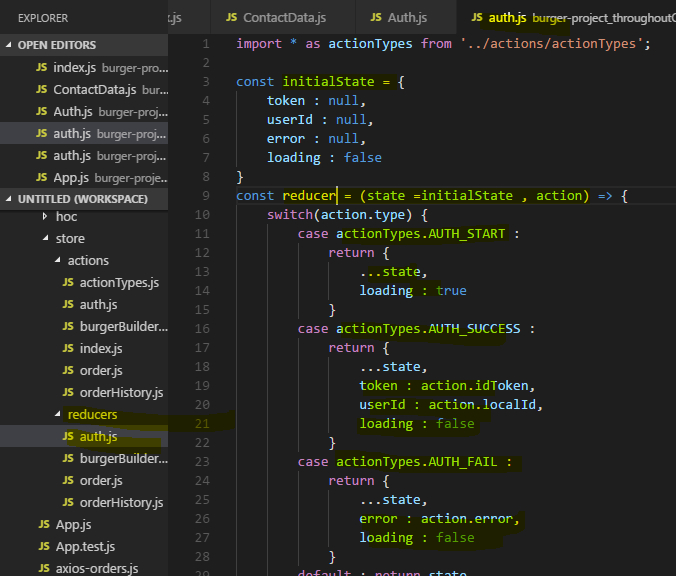 EXPLORER
OPEN EDITORS
JS index.js burger-pro...
JS ContactData.js bur...
JS Auth.js burger-proj...
JS auth.js burger-proj...
JS auth.js burger-proj...
JS App.js burger-proje...
UNTITLED (WORKSPACE)
hoc
store
actions
JS actionTypes.js
JS auth.js
JS burgerBuilder...
JS index.js
JS order.js
JS orderHistory.js
reducers
JS auth.js
JS burgerBuilder...
JS order.js
JS orderHistory.js
JS App.js
JS App.test.js
JS axios-orders.js
x.js JS ContactData.js JS Auth.js JS auth.js burger-project_throughout
1 import * as actionTypes from '../actions/actionTypes';
2
3 const initialState = {
4 token : null,
5 userId : null,
6 error : null,
7 loading : false
8 }
9 const reducer = (state =initialState , action) => {
10 switch(action.type) {
11 case actionTypes.AUTH_START :
12 return {
13 ...state,
14 loading : true
15 }
16 case actionTypes.AUTH_SUCCESS :
17 return {
18 ...state,
19 token : action.idToken,
20 userId : action.localId,
21 loading : false
22 }
23 case actionTypes.AUTH_FAIL :
24 return {
25 ...state,
26 error : action.error,
27 loading : false
28 }
29 default : return state